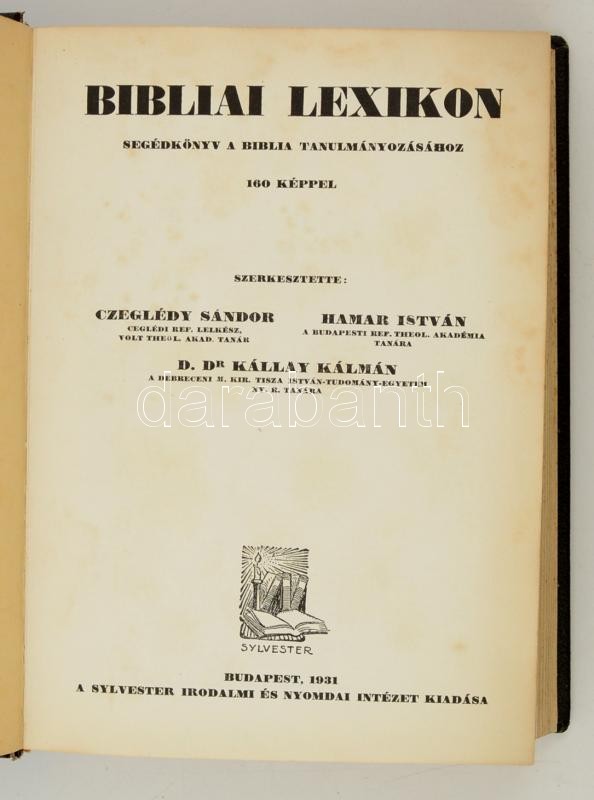 BIBLIAI LEXIKON
SEGÉDKÖNYV A BIBLIA TANULMÁNYOZÁSÁHOZ
160 KÉPPEL
SZERKESZTETTE:
CZEGLÉDY SÁNDOR
CEGLÉDI REF. LELKÉSZ,
VOLT THEOL. AKAD. TANÁR
HAMAR ISTVÁN
A BUDAPESTI REF. THEOL. AKADÉMIA
TANÁRA
D. DR KÁLLAY KÁLMÁN
A DEBRECENI M. KIR. TISZA ISTVÁN-TUDOMÁNY-EGYETEM
NY. R. TANÁRA
darabanth
SYLVESTER
BUDAPEST, 1931
A SYLVESTER IRODALMI ÉS NYOMDAI INTÉZET KIADÁSA